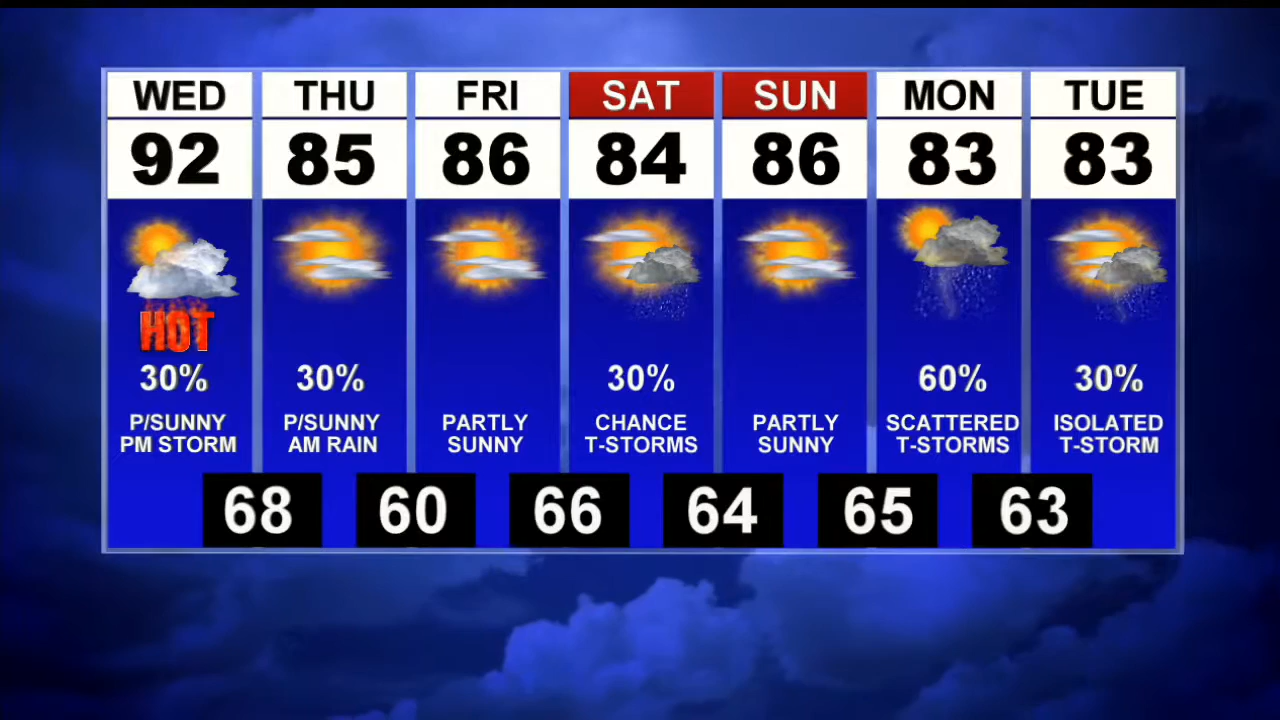 WED THU FRI SAT SUN MON TUE
92 85 86 84 86 83 83
HOT
30% 30% 30% 60% 30%
P/SUNNY P/SUNNY PARTLY CHANCE PARTLY SCATTERED ISOLATED
PM STORM AM RAIN SUNNY T-STORMS SUNNY T-STORMS T-STORM
68 60 66 64 65 63